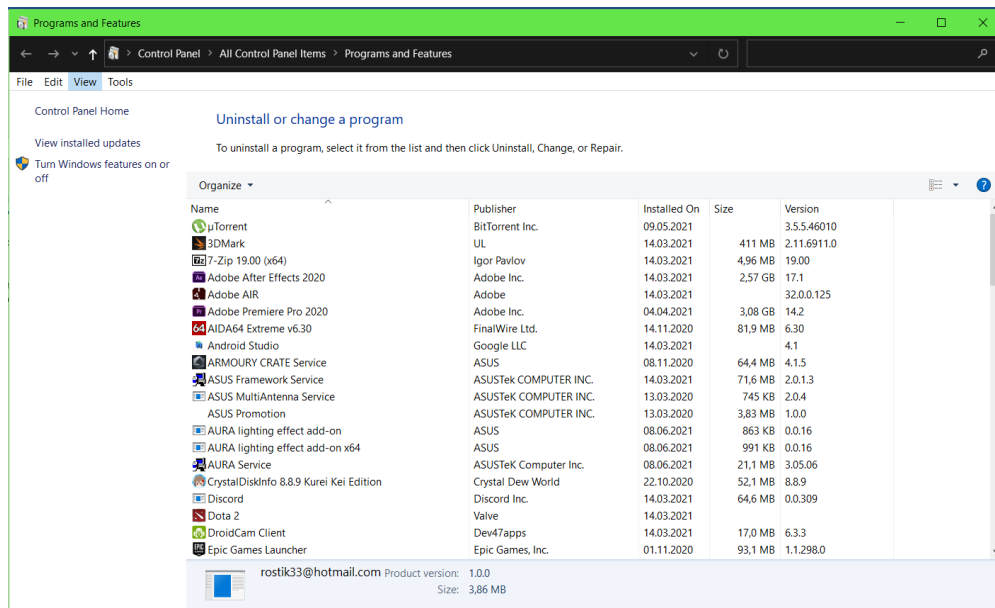 Programs and Features
Control Panel > All Control Panel Items > Programs and Features
File Edit View Tools
Control Panel Home
View installed updates
Turn Windows features on or
off
Uninstall or change a program
To uninstall a program, select it from the list and then click Uninstall, Change, or Repair.
Organize
Name Publisher Installed On Size Version
µTorrent BitTorrent Inc. 09.05.2021 3.5.5.46010
3DMark UL 14.03.2021 411 MB 2.11.6911.0
7-Zip 19.00 (x64) Igor Pavlov 14.03.2021 4,96 MB 19.00
Adobe After Effects 2020 Adobe Inc. 14.03.2021 2,57 GB 17.1
Adobe AIR Adobe 14.03.2021 32.0.0.125
Adobe Premiere Pro 2020 Adobe Inc. 04.04.2021 3,08 GB 14.2
AIDA64 Extreme v6.30 FinalWire Ltd. 14.11.2020 81,9 MB 6.30
Android Studio Google LLC 14.03.2021 4.1
ARMOURY CRATE Service ASUS 08.11.2020 64,4 MB 4.1.5
ASUS Framework Service ASUSTek COMPUTER INC. 14.03.2021 71,6 MB 2.0.1.3
ASUS MultiAntenna Service ASUSTeK COMPUTER INC. 13.03.2020 745 KB 2.0.4
ASUS Promotion ASUSTeK COMPUTER INC. 13.03.2020 3,83 MB 1.0.0
AURA lighting effect add-on ASUS 08.06.2021 863 KB 0.0.16
AURA lighting effect add-on x64 ASUS 08.06.2021 991 KB 0.0.16
AURA Service ASUSTeK Computer Inc. 08.06.2021 21,1 MB 3.05.06
CrystalDiskInfo 8.8.9 Kurei Kei Edition Crystal Dew World 22.10.2020 52,1 MB 8.8.9
Discord Discord Inc. 14.03.2021 64,6 MB 0.0.309
Dota 2 Valve 14.03.2021
DroidCam Client Dev47apps 14.03.2021 17,0 MB 6.3.3
Epic Games Launcher Epic Games, Inc. 01.11.2020 93,1 MB 1.1.298.0
rostik33@hotmail.com Product version: 1.0.0
Size: 3,86 MB